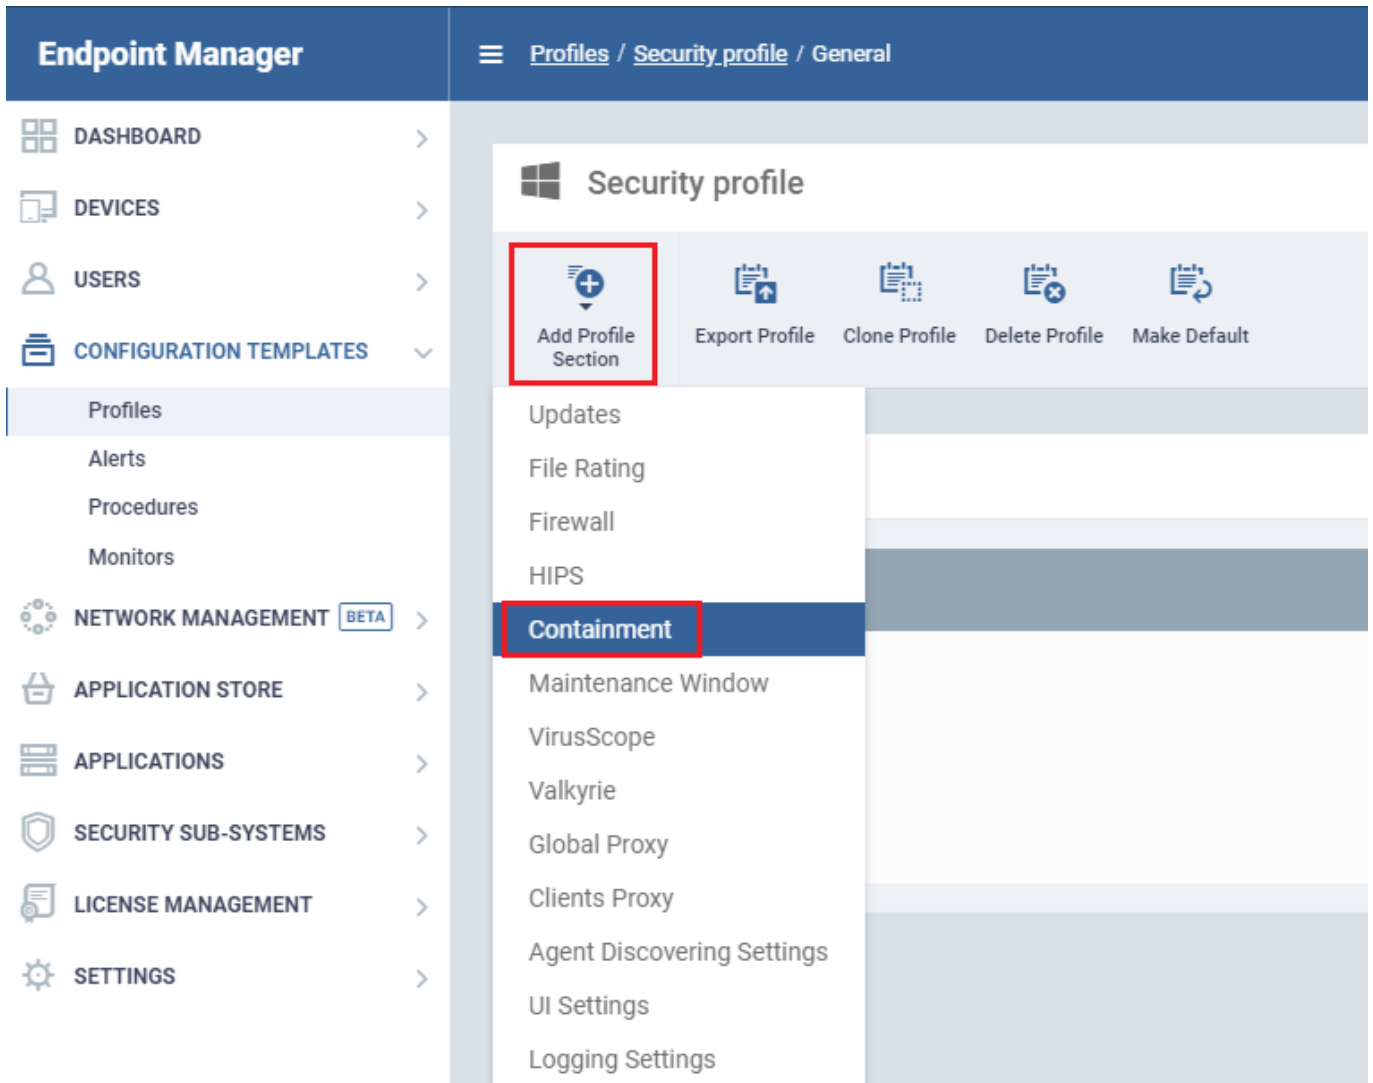 Endpoint Manager
Profiles / Security profile / General
DASHBOARD
DEVICES
USERS
CONFIGURATION TEMPLATES
Profiles
Alerts
Procedures
Monitors
NETWORK MANAGEMENT BETA
APPLICATION STORE
APPLICATIONS
SECURITY SUB-SYSTEMS
LICENSE MANAGEMENT
SETTINGS
Security profile
Add Profile
Section
Export Profile
Clone Profile
Delete Profile
Make Default
Updates
File Rating
Firewall
HIPS
Containment
Maintenance Window
VirusScope
Valkyrie
Global Proxy
Clients Proxy
Agent Discovering Settings
UI Settings
Logging Settings